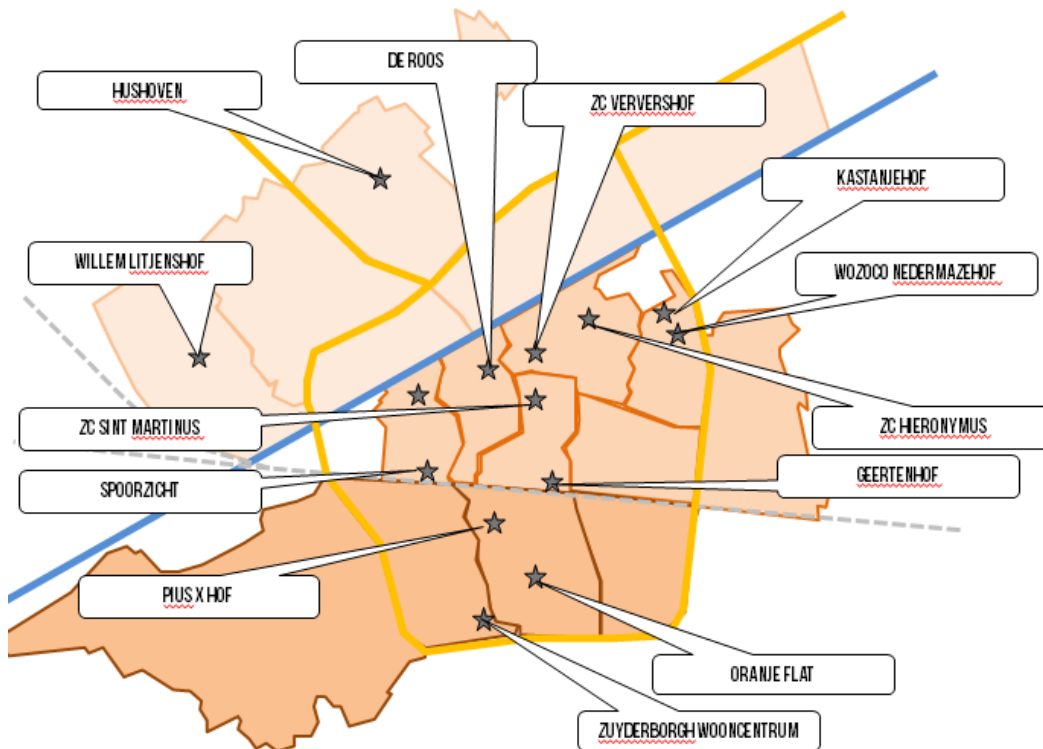 DE ROOS
HUSHOVEN
ZC VERVERSHOF
KASTANJEHOF
WILLEM LITJENSHOF
WOZOCO NEDERMAZEHOF
ZC SINT MARTINUS
ZC HIERONYMUS
GEERTENHOF
SPOORZICHT
PIUS X HOF
ORANJE FLAT
ZUYDERBORGH WOONCENTRUM